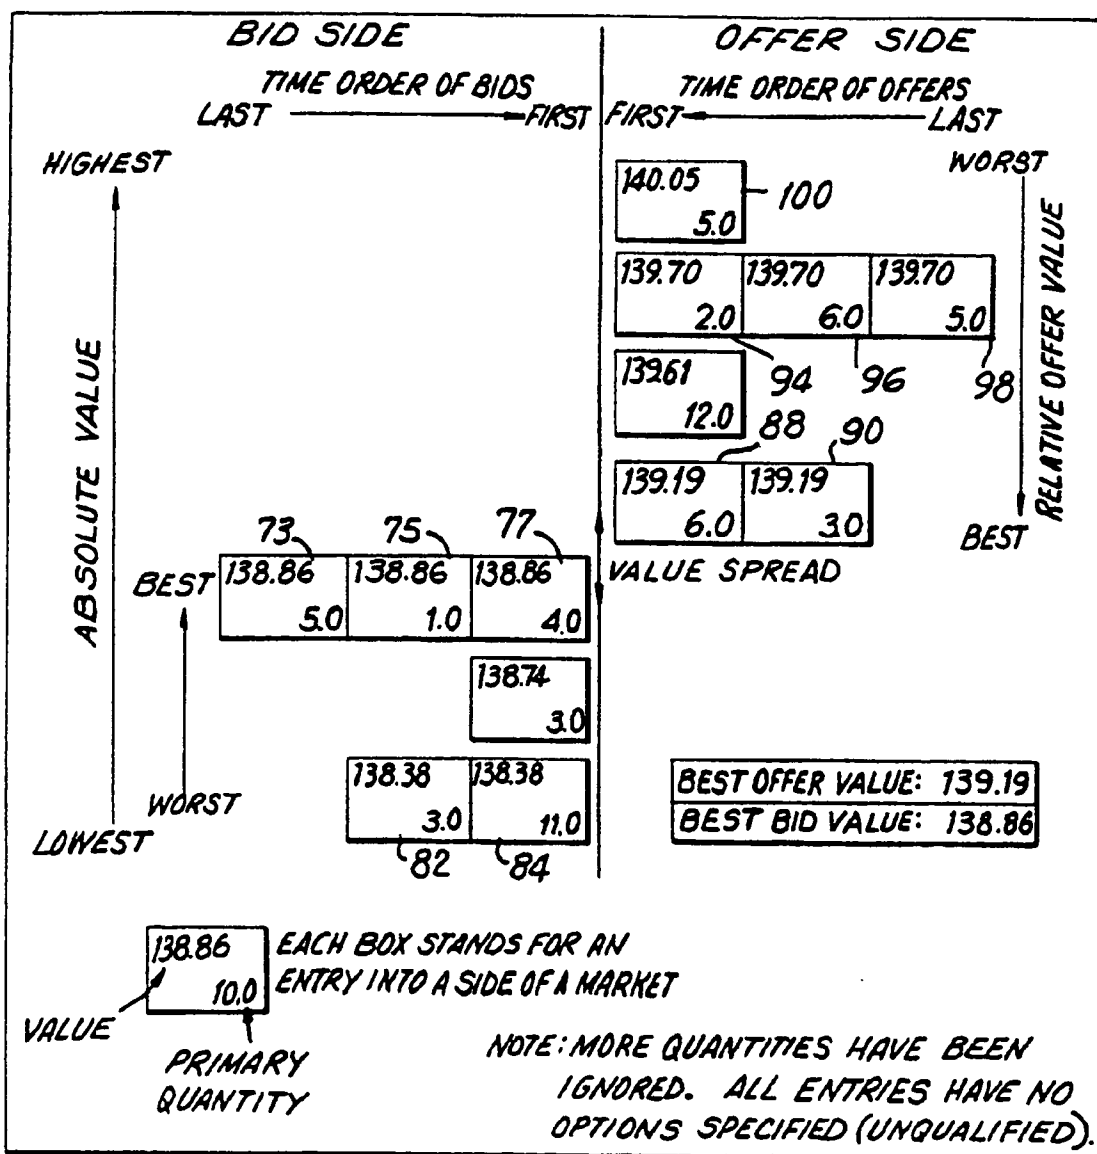 BID SIDE
OFFER SIDE
TIME ORDER OF BIDS
TIME ORDER OF OFFERS
LAST
FIRST
FIRST
LAST
HIGHEST
WORST
140.05
5.0
100
139.70
2.0
139.70
6.0
139.70
5.0
94
96
98
139.61
12.0
88
90
139.19
6.0
139.19
3.0
RELATIVE OFFER VALUE
BEST
ABSOLUTE VALUE
73
75
77
VALUE SPREAD
BEST
138.86
5.0
138.86
1.0
138.86
4.0
138.74
3.0
138.38
3.0
138.38
11.0
82
84
WORST
LOWEST
BEST OFFER VALUE: 139.19
BEST BID VALUE: 138.86
138.86
10.0
EACH BOX STANDS FOR AN
ENTRY INTO A SIDE OF A MARKET
VALUE
PRIMARY
QUANTITY
NOTE: MORE QUANTITIES HAVE BEEN
IGNORED. ALL ENTRIES HAVE NO
OPTIONS SPECIFIED (UNQUALIFIED).